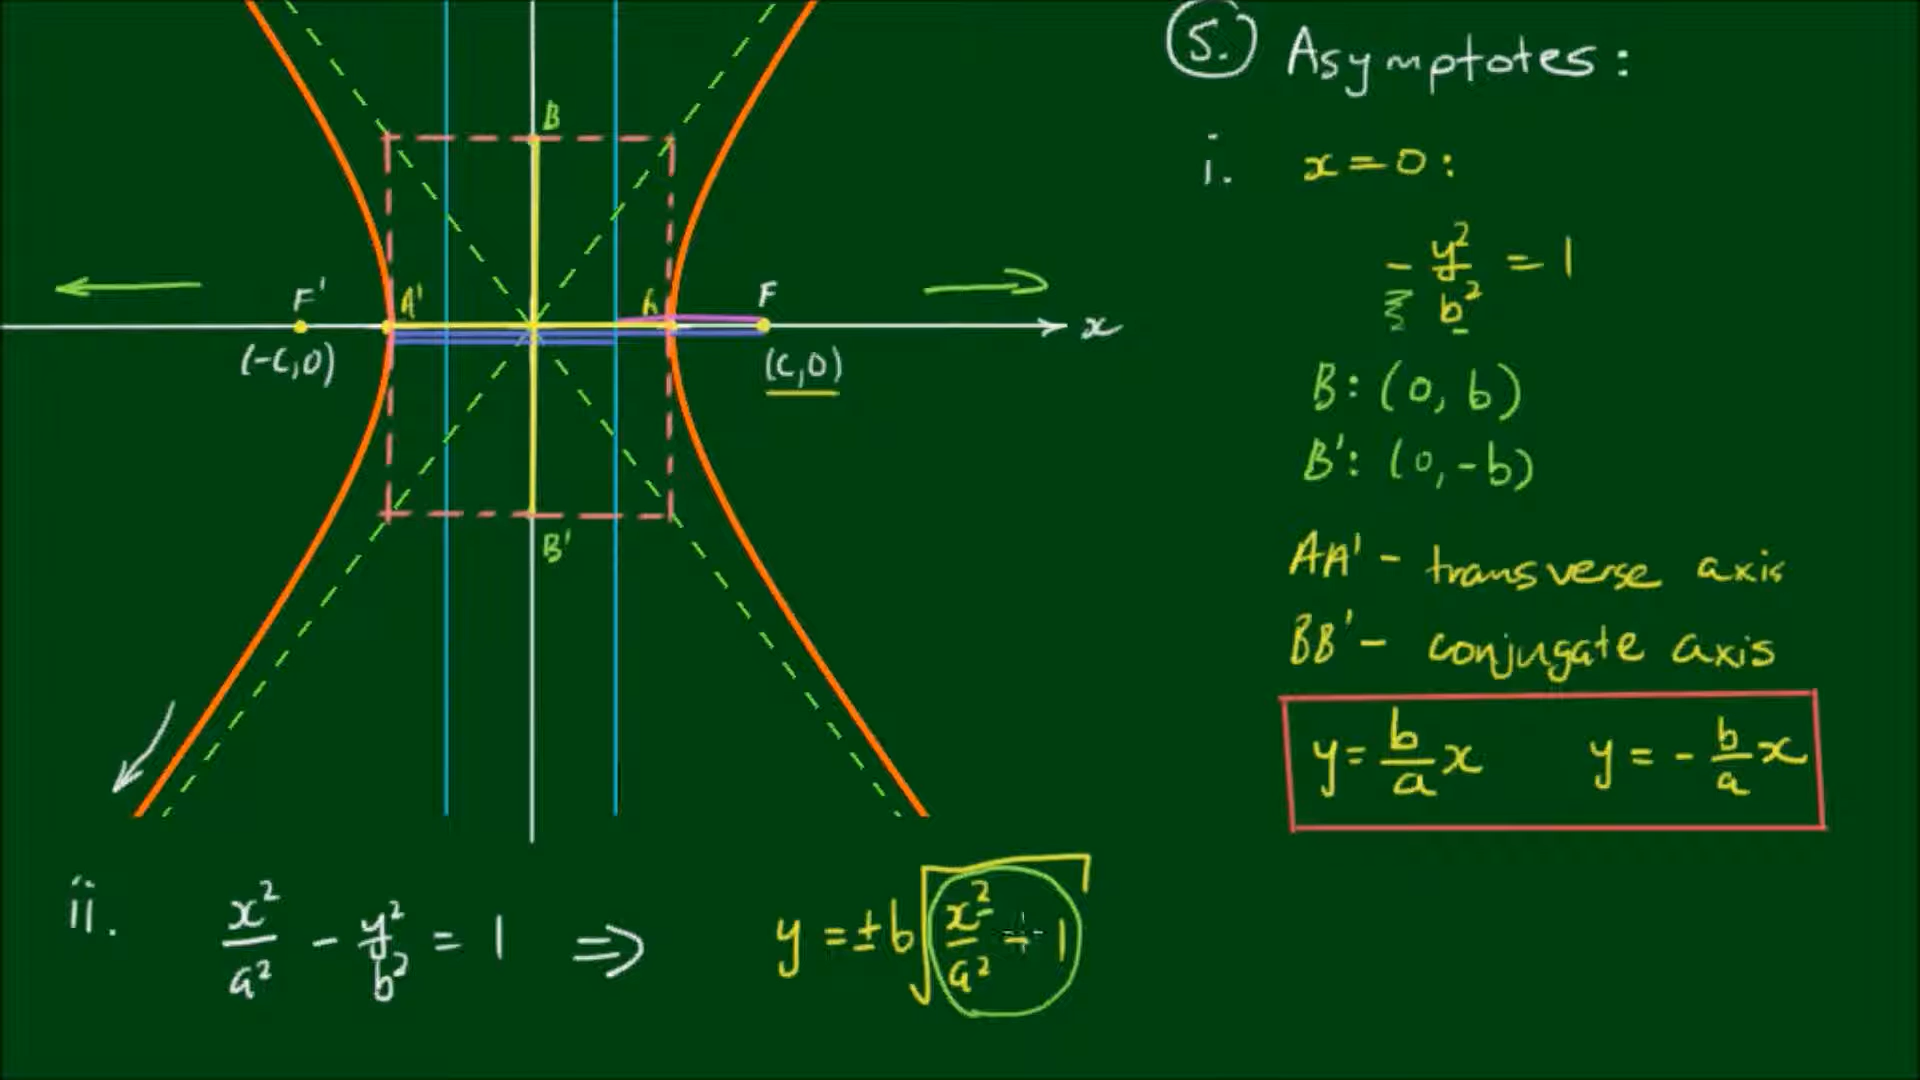 5. Asymptotes:
i. x=0:
B
- y²/b² = 1
F' A' A F
x
(-c,0) (c,0)
B: (0, b)
B': (0, -b)
B'
AA' - transverse axis
BB' - conjugate axis
y = b/a x y = - b/a x
ii. x²/a² - y²/b² = 1 ⇒ y = ±b√(x²/a² - 1)